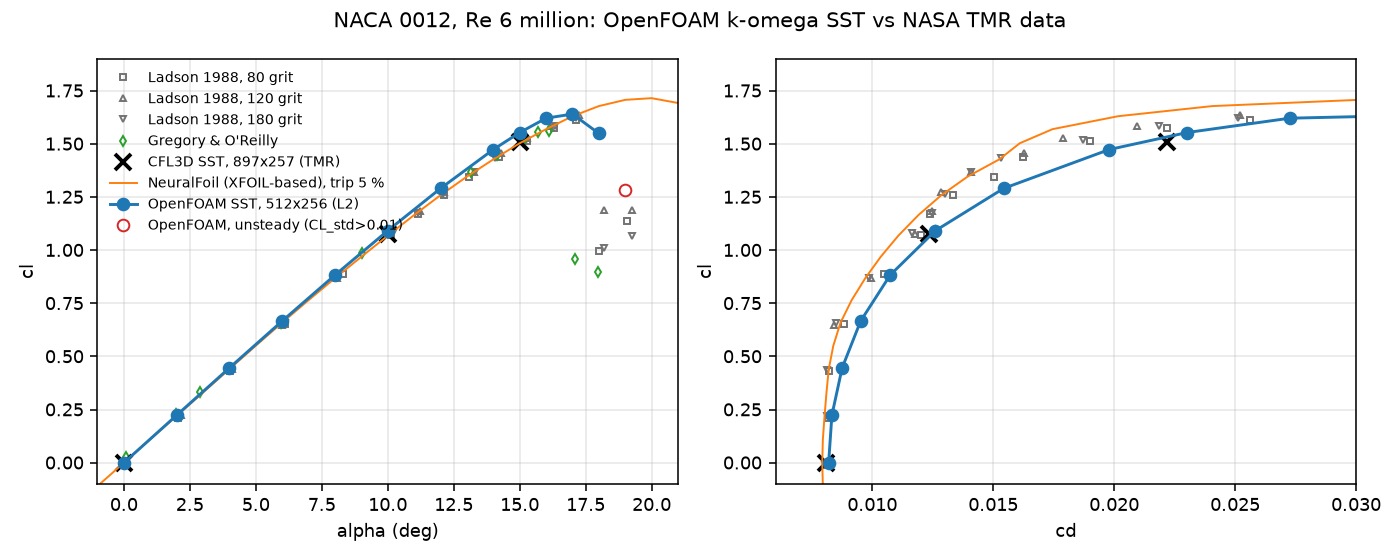 NACA 0012, Re 6 million: OpenFOAM k-omega SST vs NASA TMR data
Ladson 1988, 80 grit
Ladson 1988, 120 grit
Ladson 1988, 180 grit
Gregory & O'Reilly
CFL3D SST, 897x257 (TMR)
NeuralFoil (XFOIL-based), trip 5 %
OpenFOAM SST, 512x256 (L2)
OpenFOAM, unsteady (CL_std>0.01)
1.75
1.50
1.25
1.00
0.75
0.50
0.25
0.00
cl
0.0 2.5 5.0 7.5 10.0 12.5 15.0 17.5 20.0
alpha (deg)
1.75
1.50
1.25
1.00
0.75
0.50
0.25
0.00
cl
0.010 0.015 0.020 0.025 0.030
cd